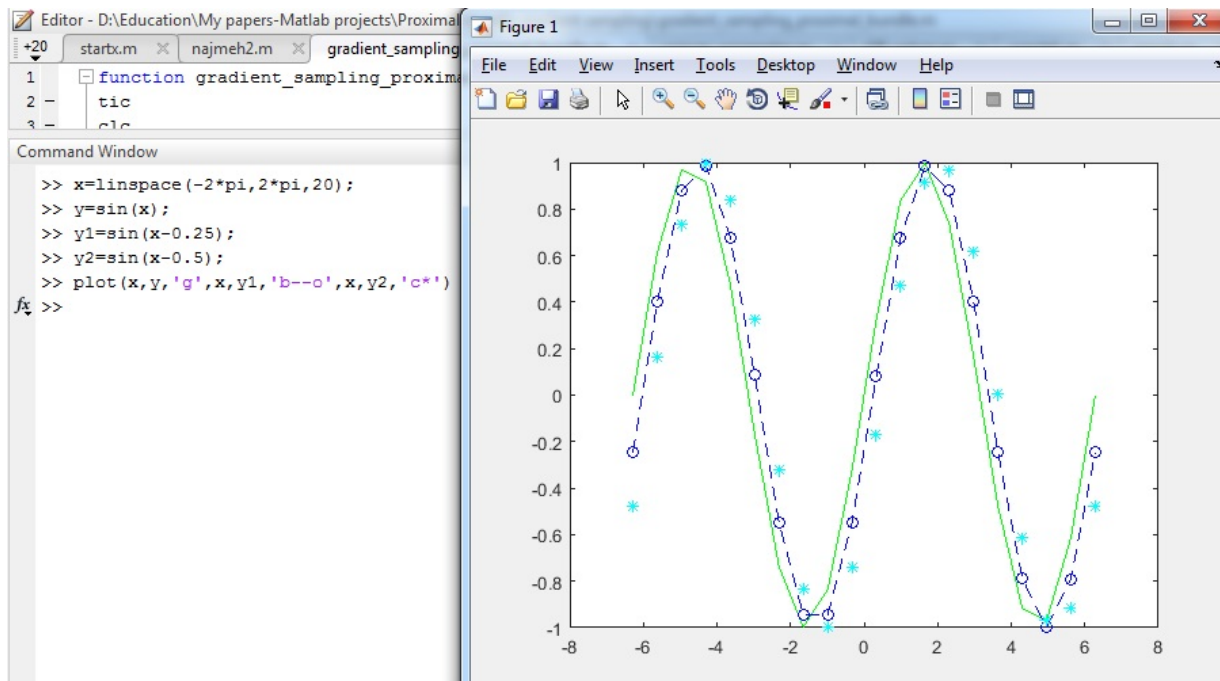 Editor - D:\Education\My papers-Matlab projects\Proximal
+20
startx.m
najmeh2.m
gradient_sampling
1 function gradient_sampling_proxima
2 tic
3 clc
Command Window
>> x=linspace(-2*pi,2*pi,20);
>> y=sin(x);
>> y1=sin(x-0.25);
>> y2=sin(x-0.5);
>> plot(x,y,'g',x,y1,'b--o',x,y2,'c*')
fx >>
Figure 1
File Edit View Insert Tools Desktop Window Help
1
0.8
0.6
0.4
0.2
0
-0.2
-0.4
-0.6
-0.8
-1
-8 -6 -4 -2 0 2 4 6 8